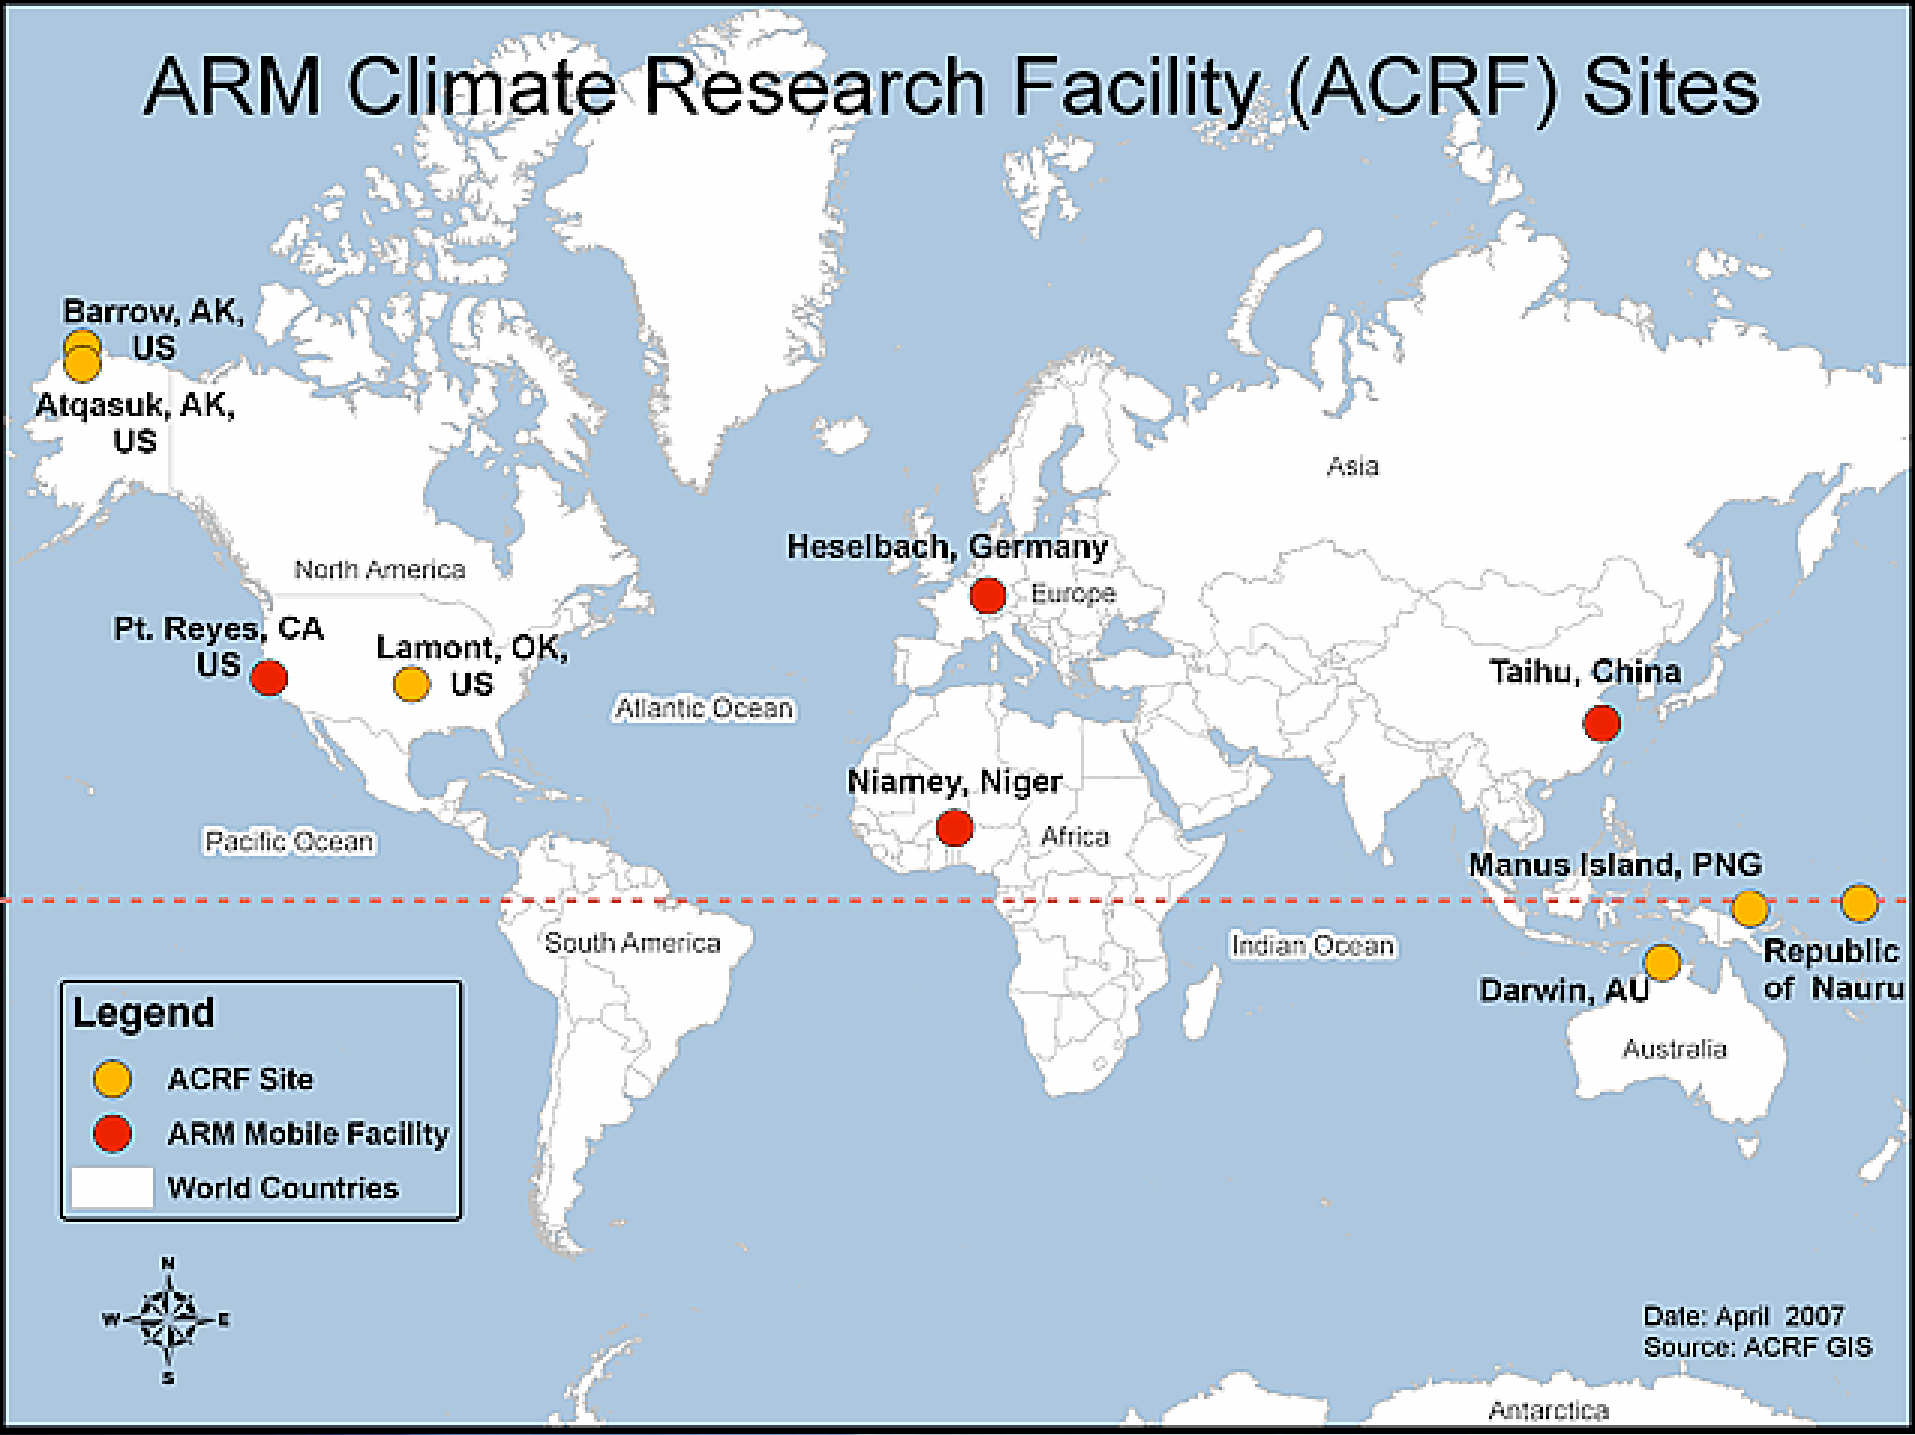 ARM Climate Research Facility (ACRF) Sites
Barrow, AK,
US
Atqasuk, AK,
US
Asia
Heselbach, Germany
North America
Europe
Pt. Reyes, CA
US
Lamont, OK,
US
Taihu, China
Atlantic Ocean
Niamey, Niger
Pacific Ocean
Africa
Manus Island, PNG
South America
Indian Ocean
Republic
of Nauru
Darwin, AU
Australia
Legend
ACRF Site
ARM Mobile Facility
World Countries
N
W
E
S
Date: April 2007
Source: ACRF GIS
Antarctica